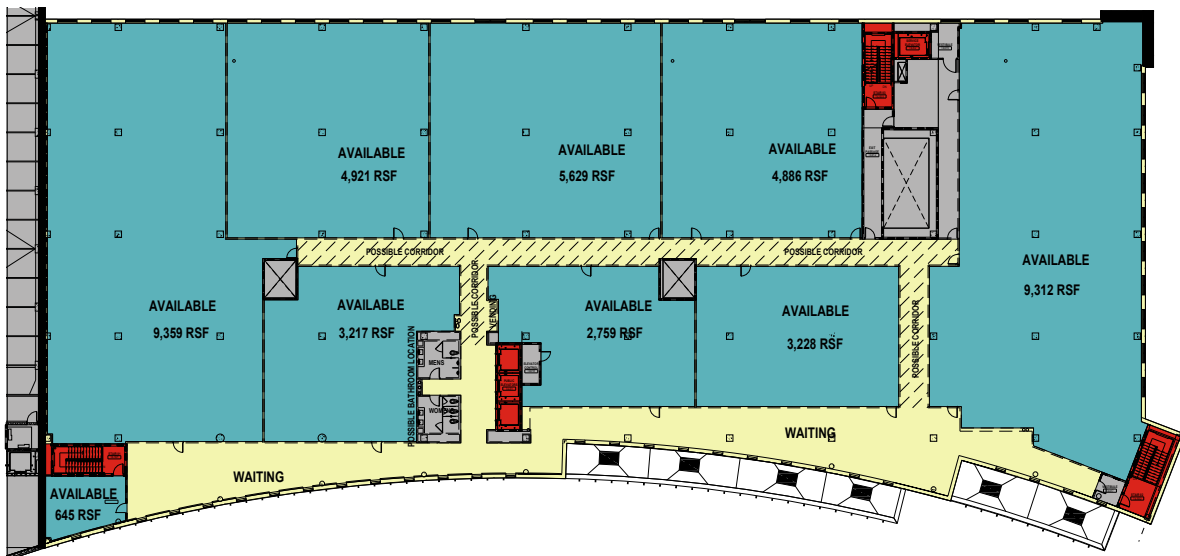 AVAILABLE
4,921 RSF
AVAILABLE
5,629 RSF
AVAILABLE
4,886 RSF
POSSIBLE CORRIDOR
POSSIBLE CORRIDOR
AVAILABLE
9,312 RSF
AVAILABLE
9,359 RSF
AVAILABLE
3,217 RSF
POSSIBLE CORRIDOR
VENDING
AVAILABLE
2,759 RSF
AVAILABLE
3,228 RSF
POSSIBLE CORRIDOR
POSSIBLE BATHROOM LOCATION
MENS
WAITING
WAITING
AVAILABLE
645 RSF